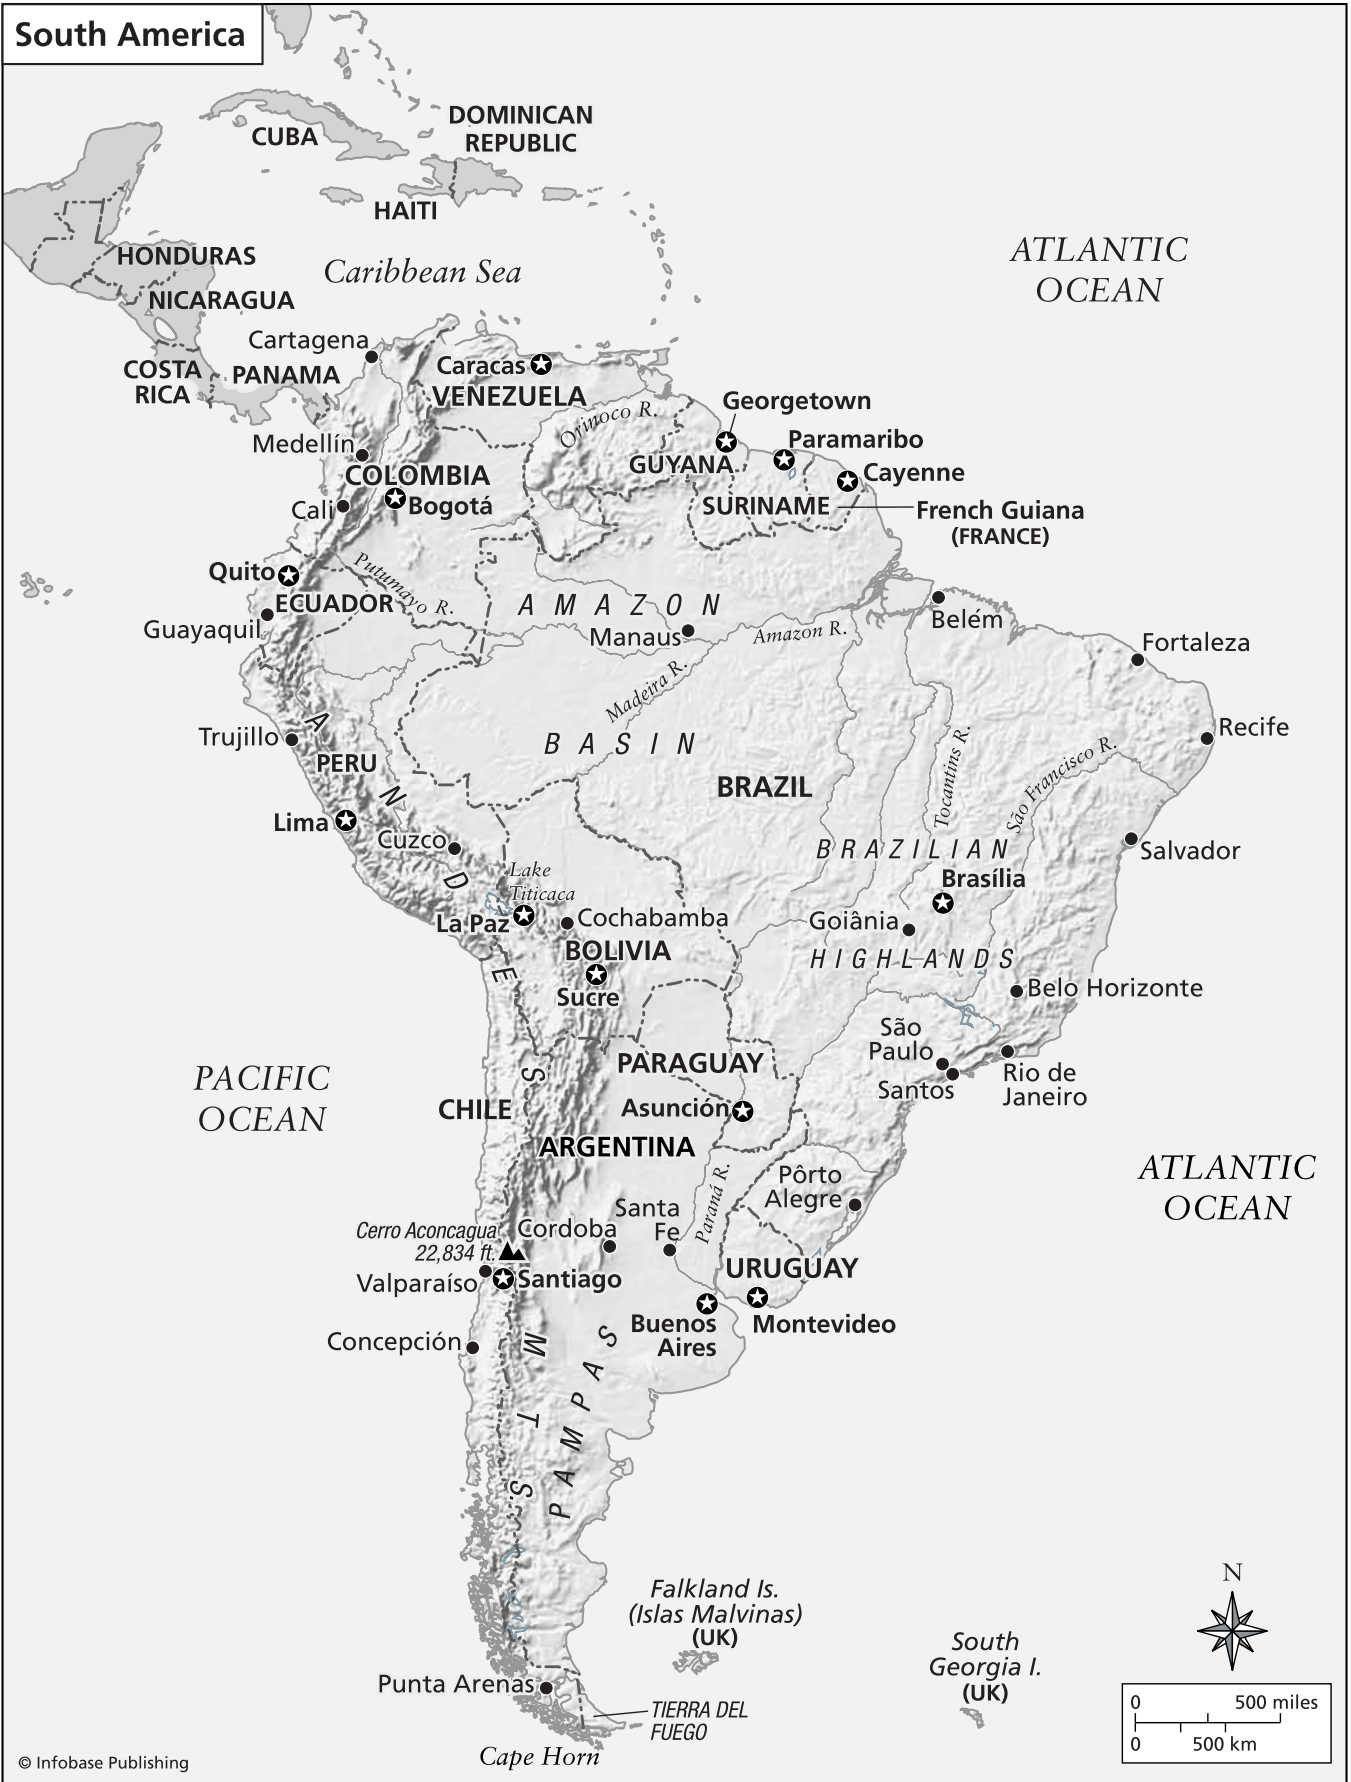 South America
DOMINICAN
REPUBLIC
CUBA
HAITI
ATLANTIC
OCEAN
HONDURAS
Caribbean Sea
NICARAGUA
Cartagena
COSTA
RICA
PANAMA
Caracas
VENEZUELA
Georgetown
Orinoco R.
Paramaribo
Medellín
GUYANA
Cayenne
COLOMBIA
Bogotá
SURINAME
Cali
French Guiana
(FRANCE)
Quito
Putumayo R.
ECUADOR
AMAZON
Guayaquil
Manaus
Amazon R.
Belém
Fortaleza
Madeira R.
A
Trujillo
BASIN
Recife
PERU
Tocantins R.
São Francisco R.
BRAZIL
N
Lima
Cuzco
BRAZILIAN
Salvador
Lake
Titicaca
D
Brasília
La Paz
Cochabamba
Goiânia
BOLIVIA
HIGHLANDS
E
Sucre
Belo Horizonte
São
Paulo
PARAGUAY
S
Rio de
Janeiro
Santos
PACIFIC
OCEAN
CHILE
Asunción
ARGENTINA
ATLANTIC
OCEAN
Pôrto
Alegre
Paraná R.
Santa
Fe
Cerro Aconcagua
22,834 ft.
Cordoba
URUGUAY
Valparaíso
Santiago
Buenos
Aires
Montevideo
Concepción
M
T
S.
PAMPAS
Falkland Is.
(Islas Malvinas)
(UK)
N
South
Georgia I.
(UK)
Punta Arenas
TIERRA DEL
FUEGO
0 500 miles
0 500 km
Cape Horn
© Infobase Publishing